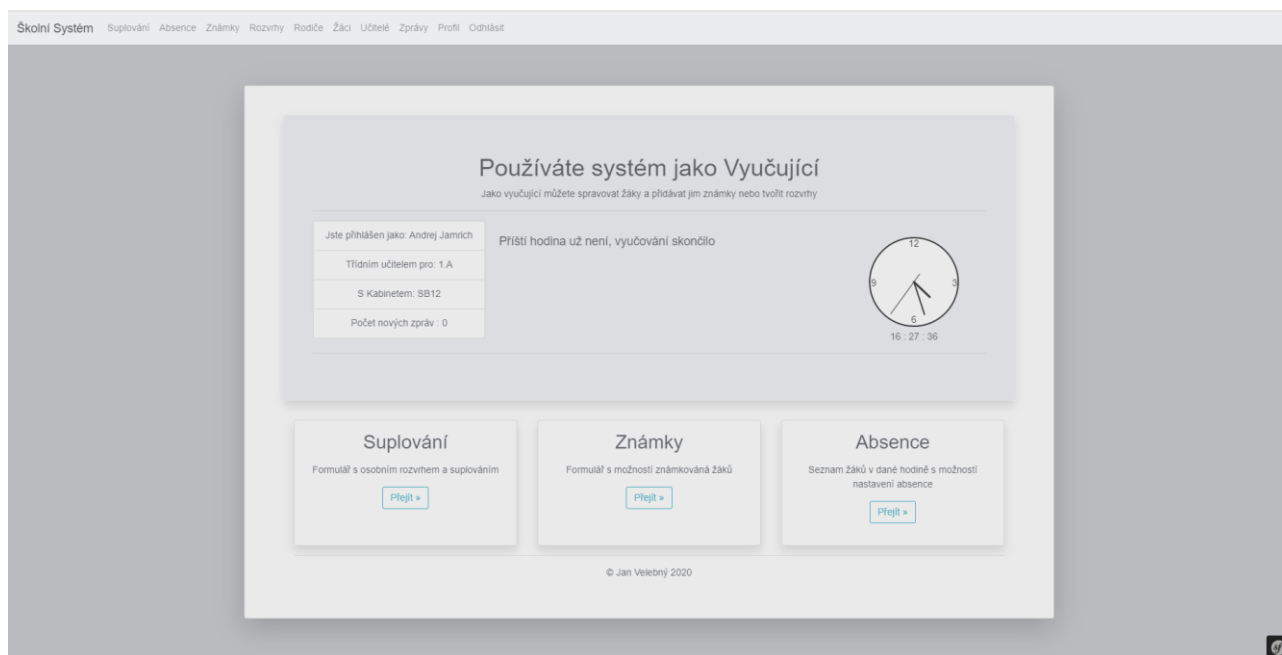 Školní Systém Suplování Absence Známky Rozvrhy Rodiče Žáci Učitelé Zprávy Profil Odhlásit
Používáte systém jako Vyučující
Jako vyučující můžete spravovat žáky a přidávat jim známky nebo tvořit rozvrhy
Jste přihlášen jako: Andrej Jamrich
Třídním učitelem pro: 1.A
S Kabinetem: SB12
Počet nových zpráv : 0
Příští hodina už není, vyučování skončilo
12
9 3
6
16 : 27 : 36
Suplování
Formulář s osobním rozvrhem a suplováním
Přejít »
Známky
Formulář s možností známkováná žáků
Přejít »
Absence
Seznam žáků v dané hodině s možností
nastavení absence
Přejít »
© Jan Velebný 2020